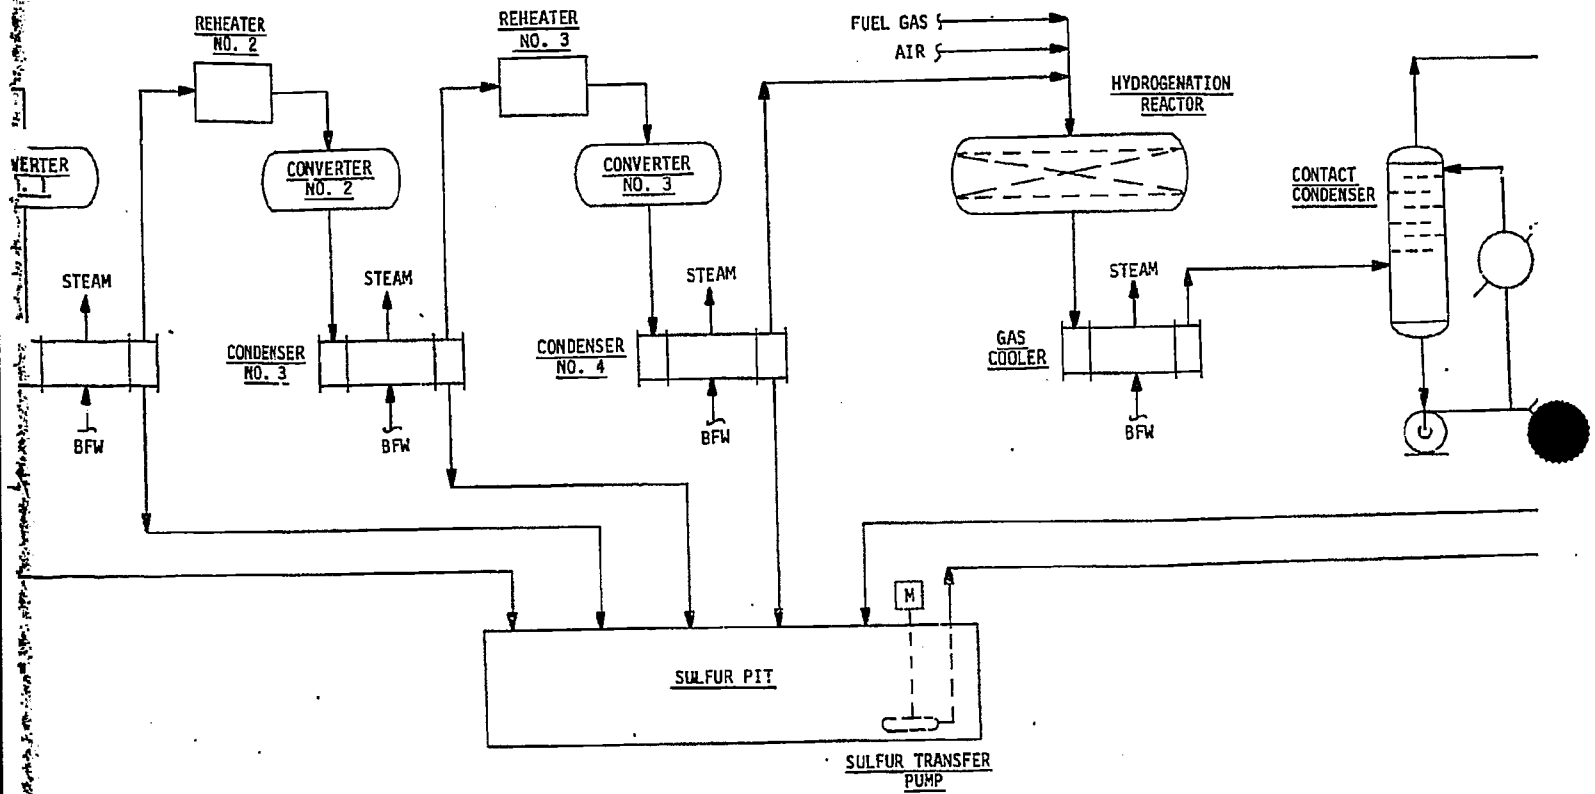 REHEATER
NO. 2
REHEATER
NO. 3
FUEL GAS
AIR
HYDROGENATION
REACTOR
VERTER
. 1
CONVERTER
NO. 2
CONVERTER
NO. 3
CONTACT
CONDENSER
STEAM
STEAM
STEAM
STEAM
CONDENSER
NO. 3
CONDENSER
NO. 4
GAS
COOLER
BFW
BFW
BFW
BFW
M
SULFUR PIT
SULFUR TRANSFER
PUMP